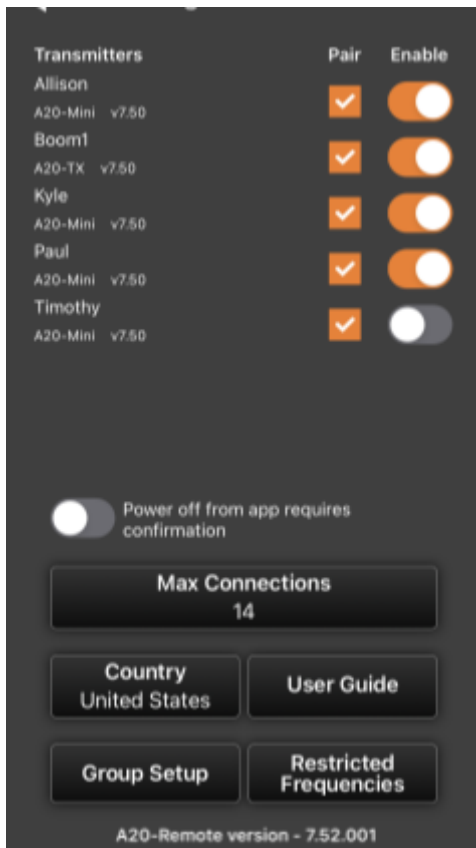 Transmitters Pair Enable
Allison
A20-Mini v7.50
Boom1
A20-TX v7.50
Kyle
A20-Mini v7.50
Paul
A20-Mini v7.50
Timothy
A20-Mini v7.50
Power off from app requires
confirmation
Max Connections
14
Country
United States
User Guide
Group Setup
Restricted
Frequencies
A20-Remote version - 7.52.001